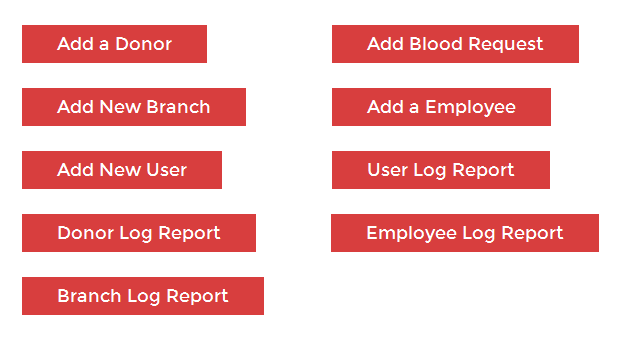 Add a Donor
Add Blood Request
Add New Branch
Add a Employee
Add New User
User Log Report
Donor Log Report
Employee Log Report
Branch Log Report